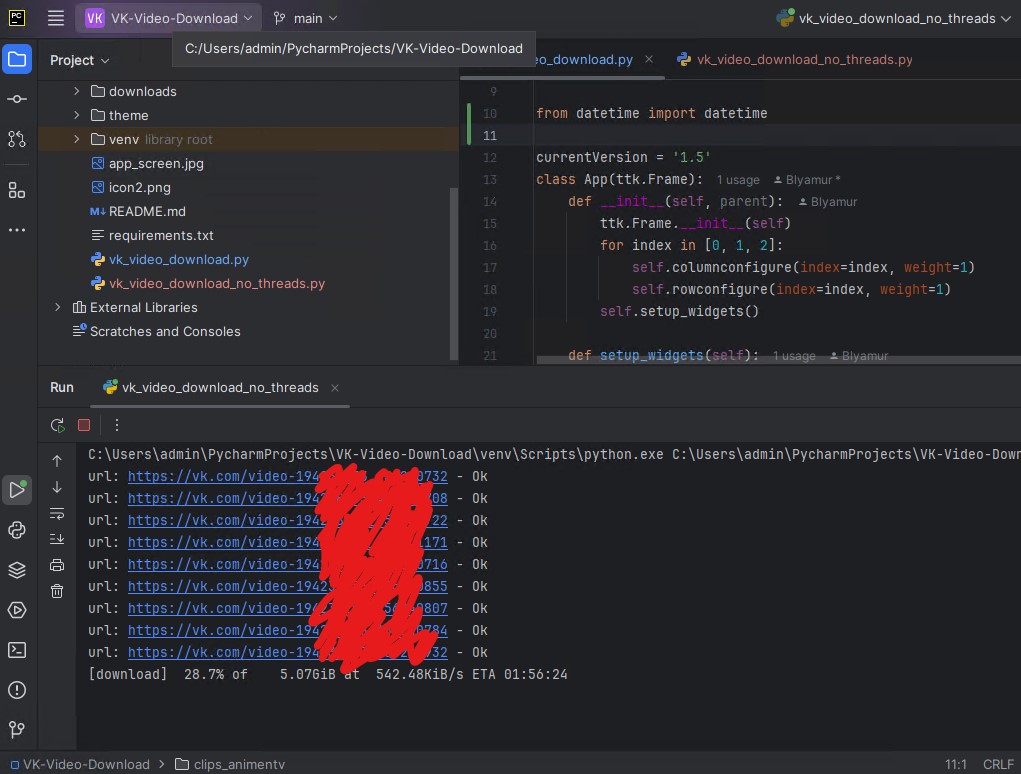 PC
VK VK-Video-Download main vk_video_download_no_threads
Project
C:/Users/admin/PycharmProjects/VK-Video-Download
eo_download.py vk_video_download_no_threads.py
downloads
theme
venv library root
app_screen.jpg
icon2.png
README.md
requirements.txt
vk_video_download.py
vk_video_download_no_threads.py
External Libraries
Scratches and Consoles
9
10 from datetime import datetime
11
12 currentVersion = '1.5'
13 class App(ttk.Frame): 1 usage Blyamur *
14 def __init__(self, parent): Blyamur
15 ttk.Frame.__init__(self)
16 for index in [0, 1, 2]:
17 self.columnconfigure(index=index, weight=1)
18 self.rowconfigure(index=index, weight=1)
19 self.setup_widgets()
20
21 def setup_widgets(self): 1 usage Blyamur
Run vk_video_download_no_threads
C:\Users\admin\PycharmProjects\VK-Video-Download\venv\Scripts\python.exe C:\Users\admin\PycharmProjects\VK-Video-Down
url: https://vk.com/video-194 0732 - Ok
url: https://vk.com/video-194 08 - Ok
url: https://vk.com/video-194 22 - Ok
url: https://vk.com/video-194 171 - Ok
url: https://vk.com/video-194 0716 - Ok
url: https://vk.com/video-194 855 - Ok
url: https://vk.com/video-194 0807 - Ok
url: https://vk.com/video-194 0784 - Ok
url: https://vk.com/video-194 732 - Ok
[download] 28.7% of 5.07GiB at 542.48KiB/s ETA 01:56:24
VK-Video-Download clips_animentv 11:1 CRLF